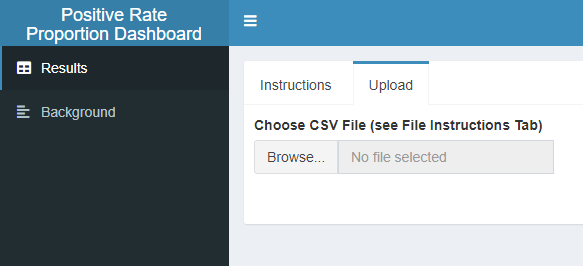 Positive Rate
Proportion Dashboard
Results
Background
Instructions
Upload
Choose CSV File (see File Instructions Tab)
Browse...
No file selected